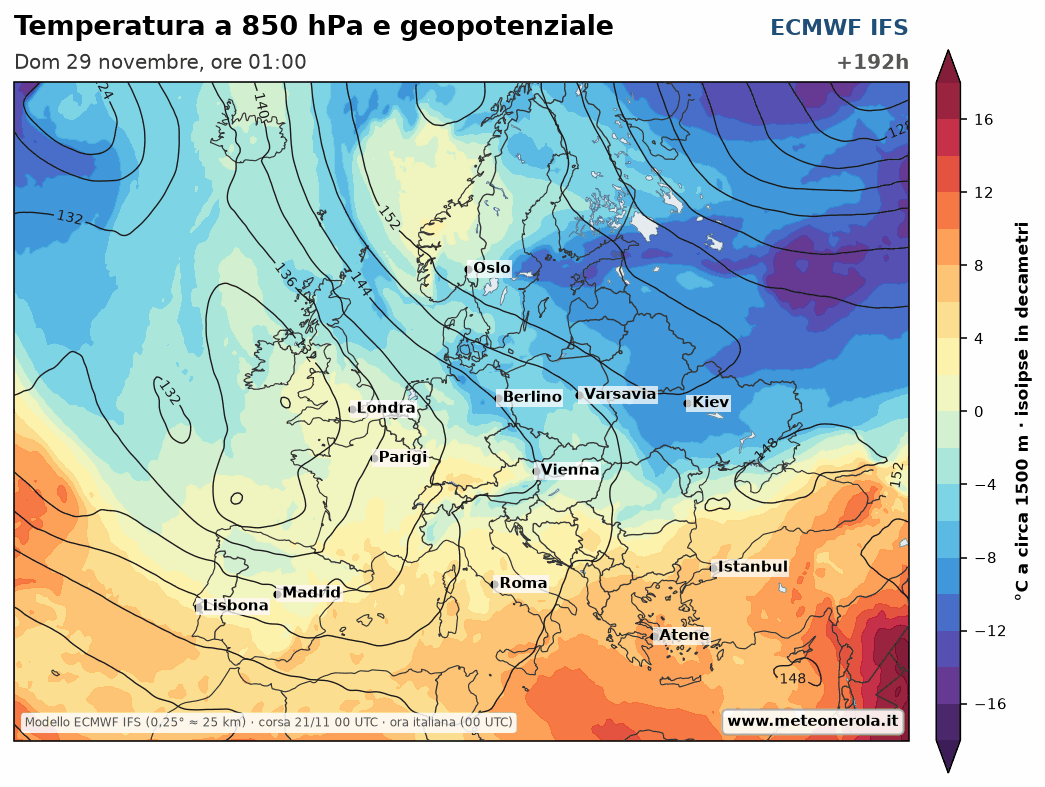 Temperatura a 850 hPa e geopotenziale
ECMWF IFS
Dom 29 novembre, ore 01:00
+192h
140
132
152
136
144
Oslo
132
Londra
Berlino
Varsavia
Kiev
Parigi
Vienna
148
152
Istanbul
Roma
Madrid
Lisbona
Atene
148
Modello ECMWF IFS (0,25° ≈ 25 km) · corsa 21/11 00 UTC · ora italiana (00 UTC)
www.meteonerola.it
16
12
8
4
0
−4
−8
−12
−16
°C a circa 1500 m · isoipse in decametri